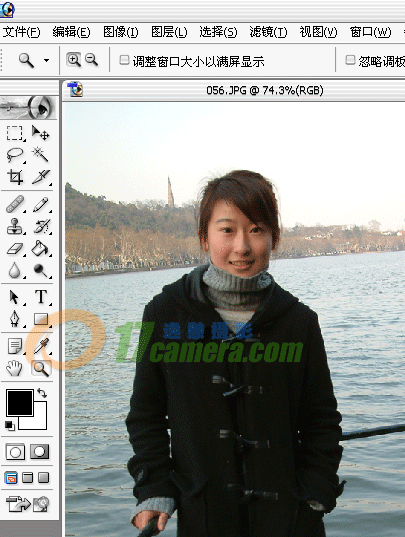 文件(F) 编辑(E) 图像(I) 图层(L) 选择(S) 滤镜(T) 视图(V) 窗口(W)
调整窗口大小以满屏显示 忽略调板
056.JPG @ 74.3%(RGB)
T
17camera.com